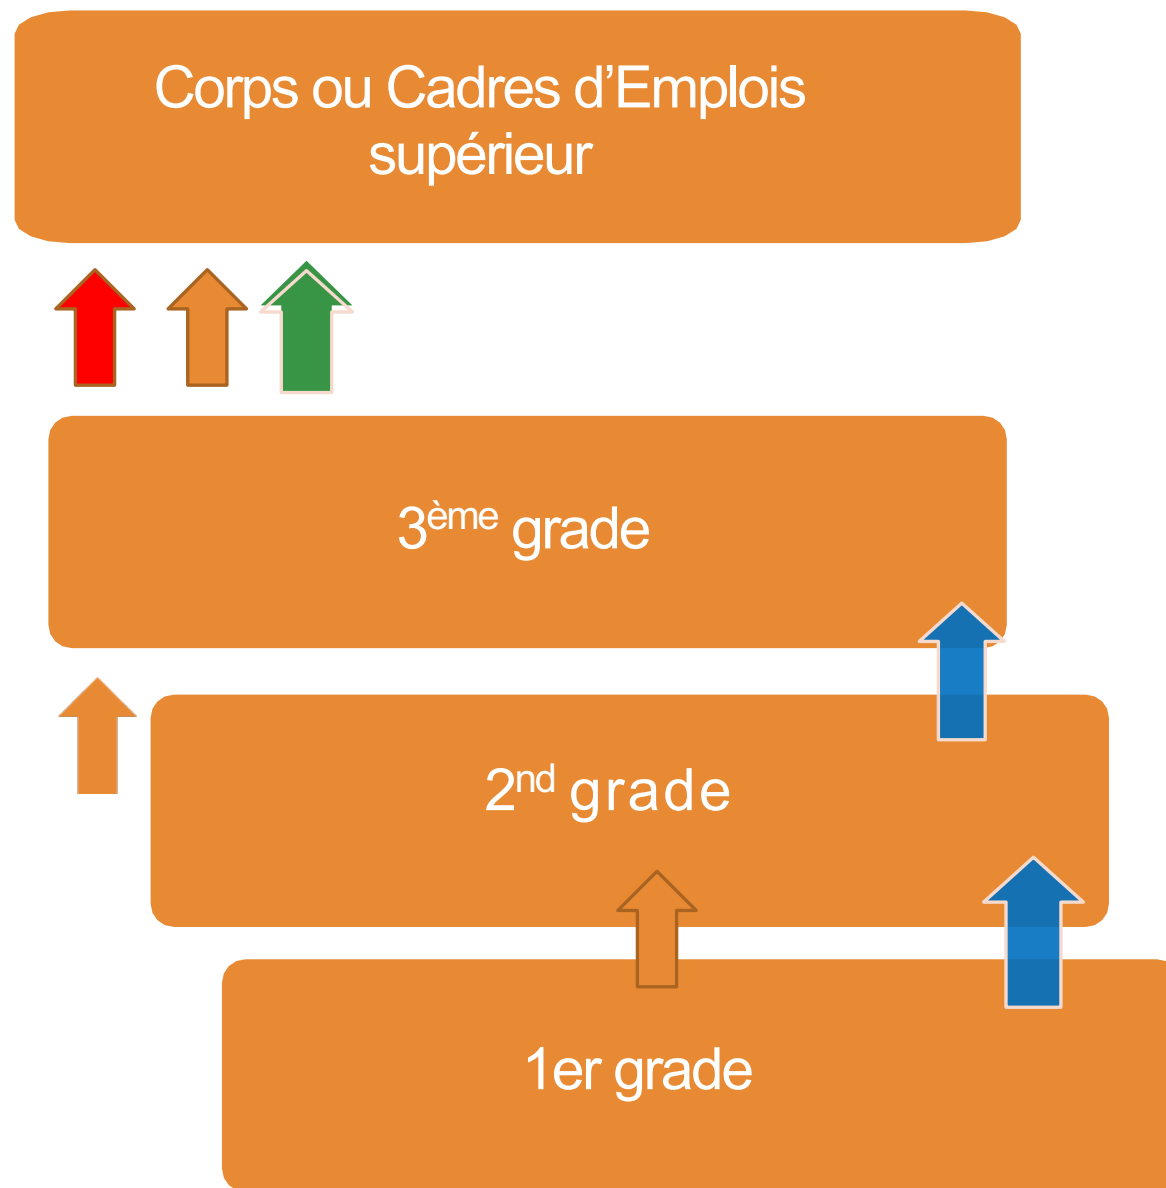 Corps ou Cadres d’Emplois
supérieur
3ème grade
2nd grade
1er grade